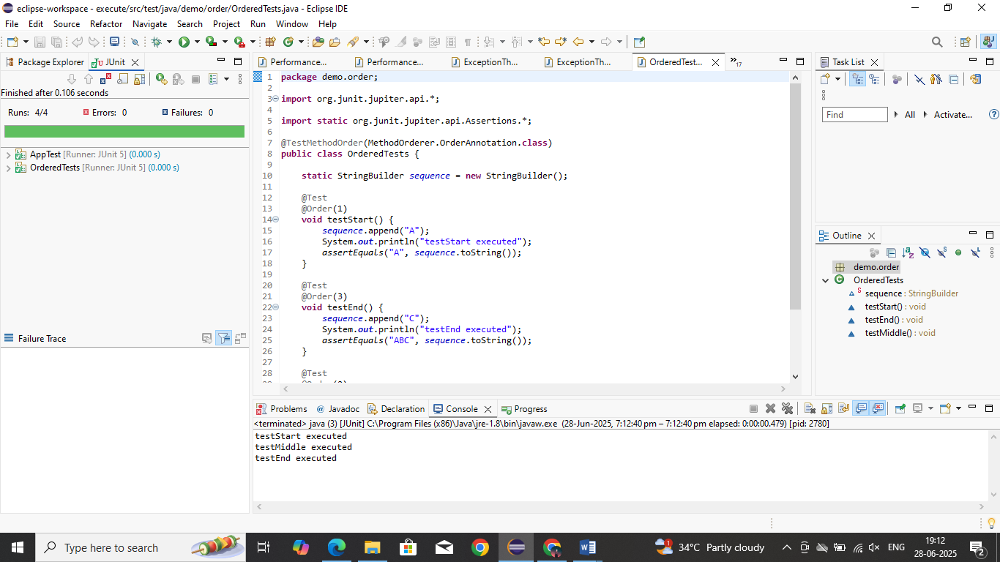 eclipse-workspace - execute/src/test/java/demo/order/OrderedTests.java - Eclipse IDE
File Edit Source Refactor Navigate Search Project Run Window Help
Package Explorer JUnit
Finished after 0.106 seconds
Runs: 4/4 Errors: 0 Failures: 0
AppTest [Runner: JUnit 5] (0.000 s)
OrderedTests [Runner: JUnit 5] (0.000 s)
Failure Trace
Performance... Performance... ExceptionTh... ExceptionTh... OrderedTest... »17
1 package demo.order;
2
3 import org.junit.jupiter.api.*;
4
5 import static org.junit.jupiter.api.Assertions.*;
6
7 @TestMethodOrder(MethodOrderer.OrderAnnotation.class)
8 public class OrderedTests {
9
10 static StringBuilder sequence = new StringBuilder();
11
12 @Test
13 @Order(1)
14 void testStart() {
15 sequence.append("A");
16 System.out.println("testStart executed");
17 assertEquals("A", sequence.toString());
18 }
19
20 @Test
21 @Order(3)
22 void testEnd() {
23 sequence.append("C");
24 System.out.println("testEnd executed");
25 assertEquals("ABC", sequence.toString());
26 }
27
28 @Test
Task List
Find All Activate...
Outline
demo.order
OrderedTests
sequence : StringBuilder
testStart() : void
testEnd() : void
testMiddle() : void
Problems @ Javadoc Declaration Console Progress
<terminated> java (3) [JUnit] C:\Program Files (x86)\Java\jre-1.8\bin\javaw.exe (28-Jun-2025, 7:12:40 pm – 7:12:40 pm elapsed: 0:00:00.479) [pid: 2780]
testStart executed
testMiddle executed
testEnd executed
Type here to search
34°C Partly cloudy
ENG
19:12
28-06-2025
2